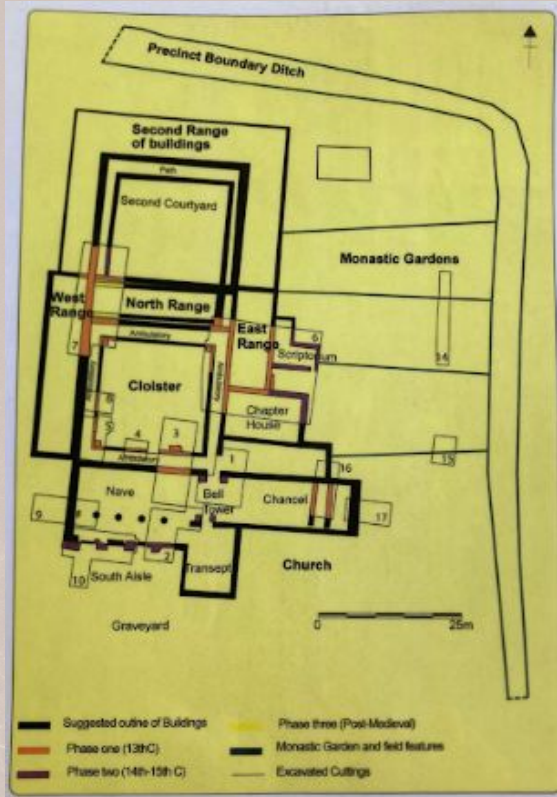 Precinct Boundary Ditch
Second Range
of buildings
Path
Second Courtyard
Monastic Gardens
West
Range
North Range
East
Range
6
Scriptorium
7
Ambulatory
14
Ambulatory
Ambulatory
Cloister
Chapter
House
8
5
4
3
Ambulatory
1
15
16
Nave
Bell
Tower
Chancel
9
17
2
Transept
Church
10
South Aisle
Graveyard
0
25m
Suggested outine of Buildings
Phase one (13thC)
Phase two (14th-15th C)
Phase three (Post-Medieval)
Monastic Garden and field features
Excavated Cuttings